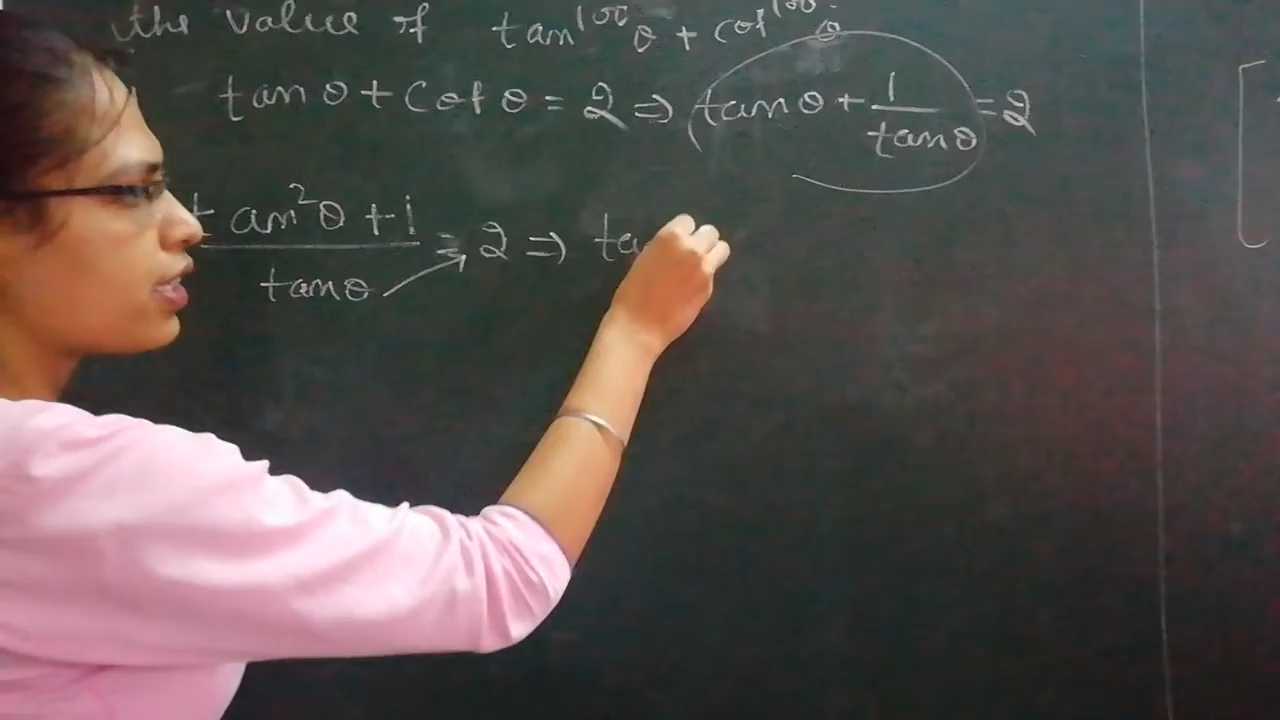 the value of tan¹⁰⁰θ + cot¹⁰⁰θ
tanθ + cotθ = 2 ⇒ tanθ + 1/tanθ = 2
tan²θ + 1/tanθ = 2 ⇒ ta